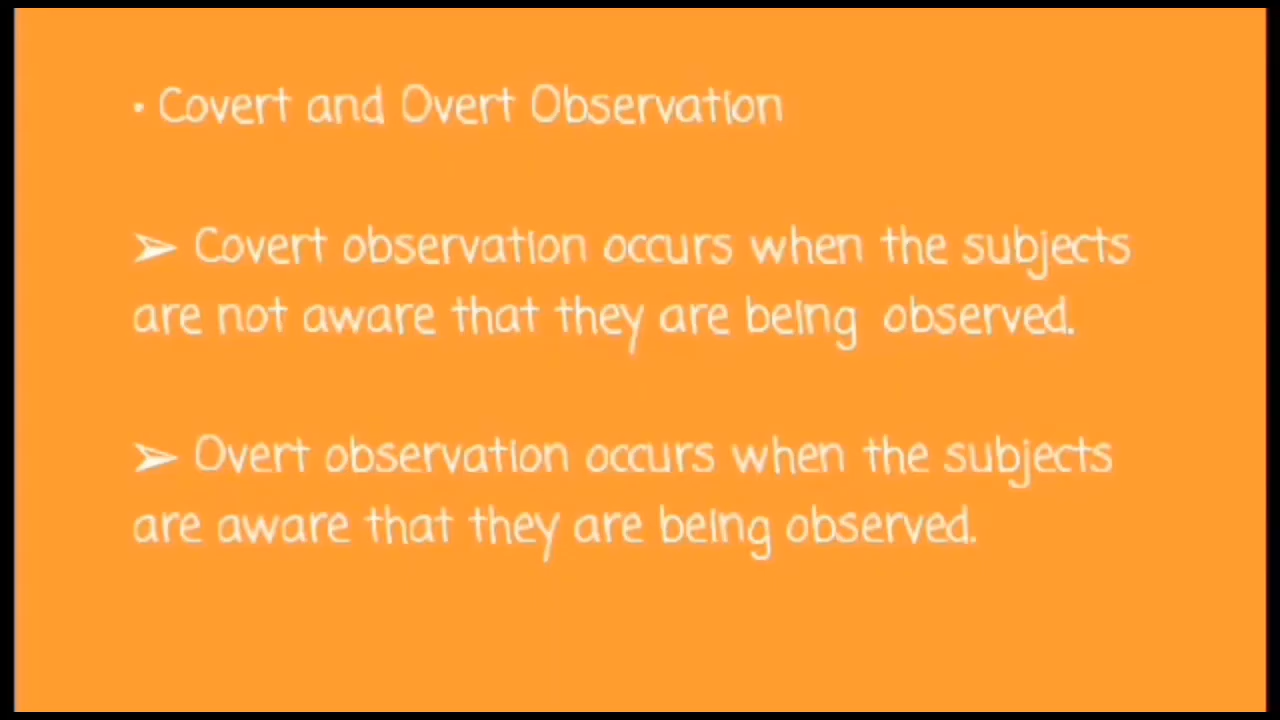 • Covert and Overt Observation
➢ Covert observation occurs when the subjects
are not aware that they are being observed.
➢ Overt observation occurs when the subjects
are aware that they are being observed.